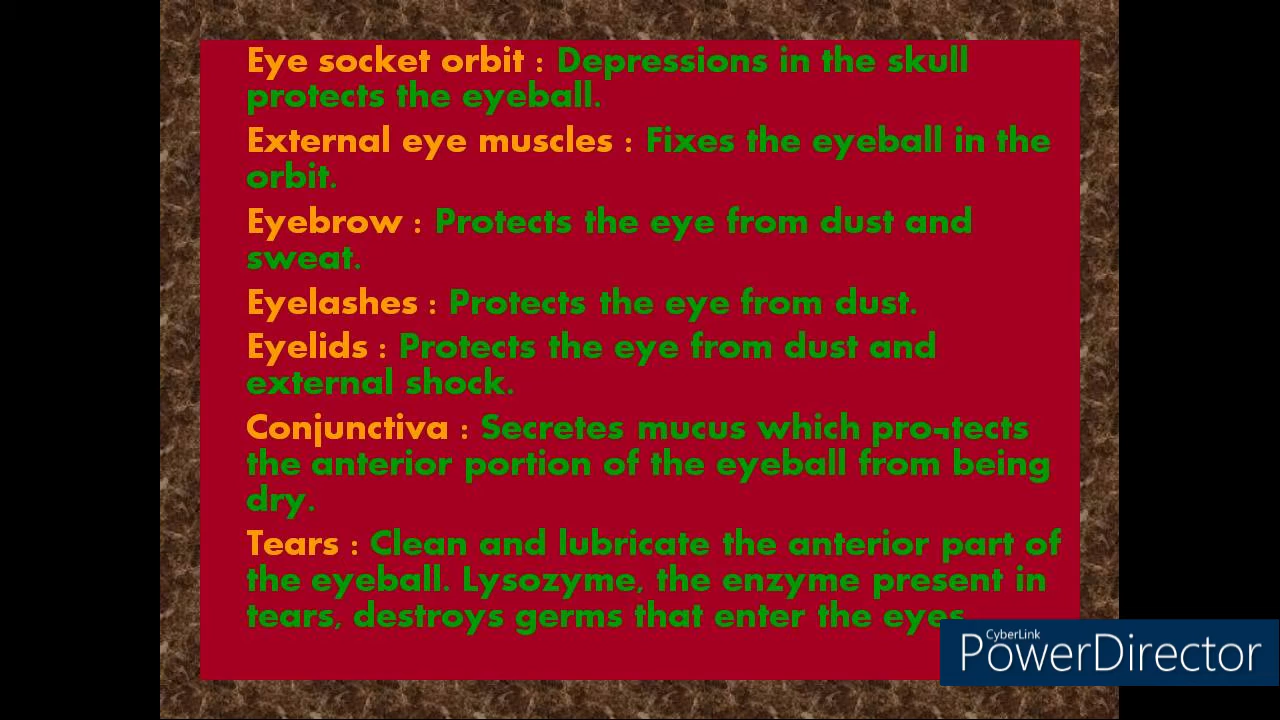 Eye socket orbit : Depressions in the skull
protects the eyeball.
External eye muscles : Fixes the eyeball in the
orbit.
Eyebrow : Protects the eye from dust and
sweat.
Eyelashes : Protects the eye from dust.
Eyelids : Protects the eye from dust and
external shock.
Conjunctiva : Secretes mucus which pro¬tects
the anterior portion of the eyeball from being
dry.
Tears : Clean and lubricate the anterior part of
the eyeball. Lysozyme, the enzyme present in
tears, destroys germs that enter the eyes
CyberLink
PowerDirector